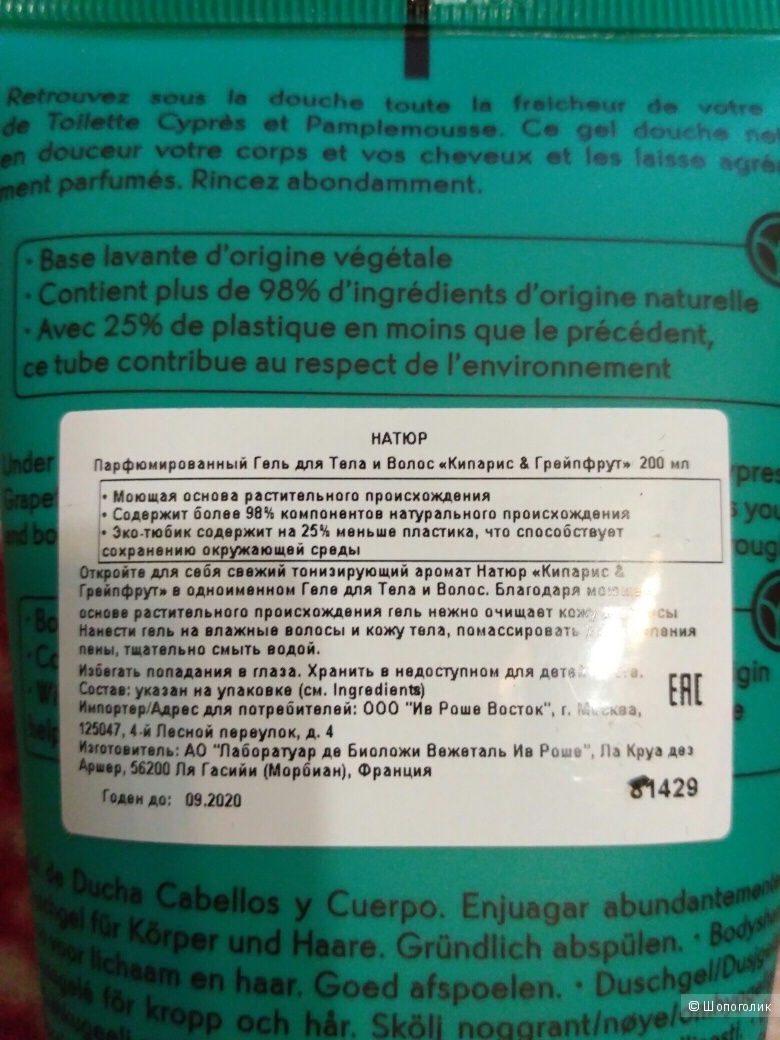 Retrouvez sous la douche toute la fraîcheur de votre
de Toilette Cyprès et Pamplemousse. Ce gel douche
en douceur votre corps et vos cheveux et les laisse
parfumés. Rincez abondamment.
· Base lavante d'origine végétale
· Contient plus de 98% d'ingrédients d'origine naturelle
· Avec 25% de plastique en moins que le précédent,
ce tube contribue au respect de l'environnement
Under
НАТЮР
Парфюмированный Гель для Тела и Волос «Кипарис & Грейпфрут» 200 мл
• Моющая основа растительного происхождения
• Содержит более 98% компонентов натурального происхождения
• Эко-тюбик содержит на 25% меньше пластика, что способствует
сохранению окружающей среды
Откройте для себя свежий тонизирующий аромат Натюр «Кипарис &
Грейпфрут» в одноименном Геле для Тела и Волос. Благодаря
основе растительного происхождения гель нежно очищает
Нанести гель на влажные волосы и кожу тела, помассировать
пены, тщательно смыть водой.
Избегать попадания в глаза. Хранить в недоступном для
Состав: указан на упаковке (см. Ingredients)
Импортер/Адрес для потребителей: ООО "Ив Роше Восток", г. Москва,
125047, 4-й Лесной переулок, д. 4
Изготовитель: АО "Лаборатуар де Биоложи Вежеталь Ив Роше", Ла Круа дез
Аршер, 56200 Ля Гасийи (Морбиан), Франция
EAC
Годен до: 09.2020
81429
de Ducha Cabellos y Cuerpo. Enjuagar
für Körper und Haare. Gründlich abspülen. ·
voor lichaam en haar. Goed afspoelen. · Duschgel/
för kropp och hår. Skölj noggrant/nøye/
© Шопоголик